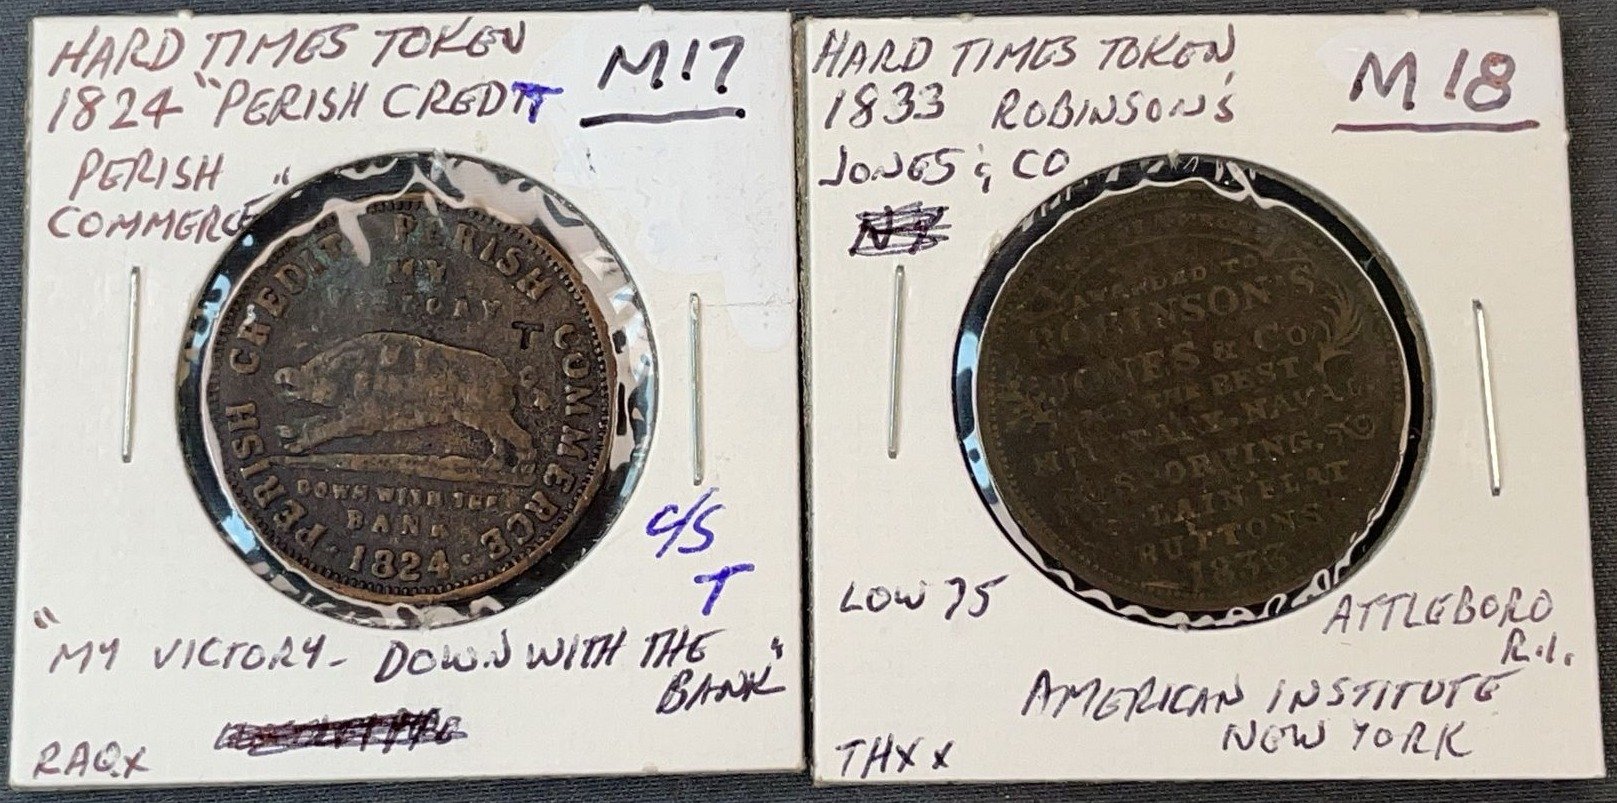 HARD TIMES TOKEN
M17
1824 "PERISH CREDIT
PERISH
COMMERCE"
PERISH CREDIT · PERISH COMMERCE ·
MY
VICTORY
T
DOWN WITH THE
BANK
1824
C/S
T
"MY VICTORY - DOWN WITH THE
BANK"
RAQX
HARD TIMES TOKEN,
M18
1833 ROBINSON'S
JONES & CO
AWARDED TO
ROBINSON'S
JONES & CO
THE BEST
MILITARY, NAVAL
SPORTING,
LAIN FLAT
BUTTONS
1833
LOW 75
ATTLEBORO
R.I.
AMERICAN INSTITUTE
NEW YORK
THXX